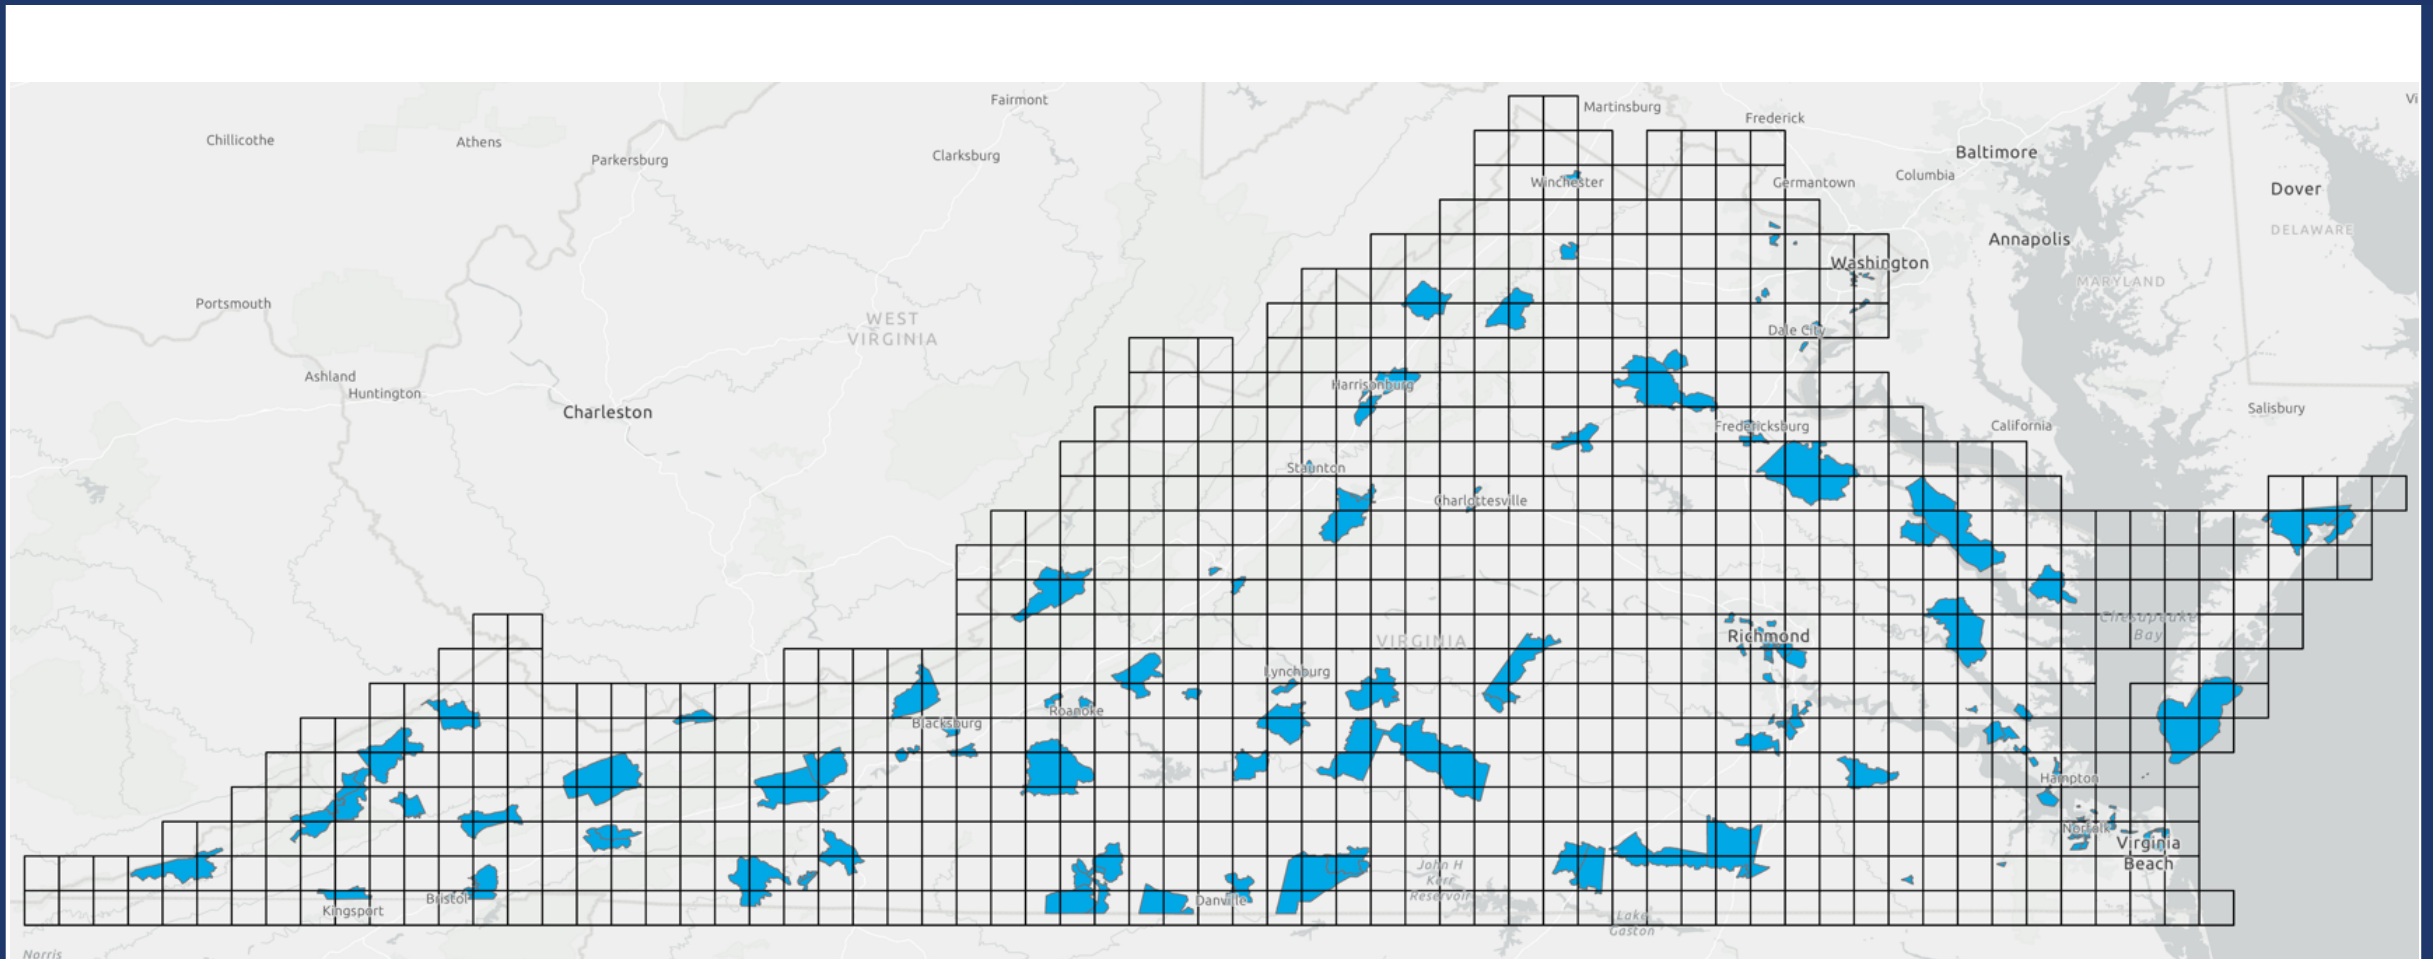 Fairmont
Martinsburg
Vi
Frederick
Chillicothe
Athens
Parkersburg
Clarksburg
Baltimore
Columbia
Winchester
Germantown
Dover
DELAWARE
Annapolis
Washington
MARYLAND
Portsmouth
WEST
VIRGINIA
Dale City
Ashland
Huntington
Harrisonburg
Charleston
Salisbury
Fredericksburg
California
Staunton
Charlottesville
Chesapeake
Bay
Richmond
VIRGINIA
Lynchburg
Roanoke
Blacksburg
Hampton
Norfolk
Virginia
Beach
John H
Kerr
Reservoir
Bristol
Danville
Kingsport
Lake
Gaston
Norris